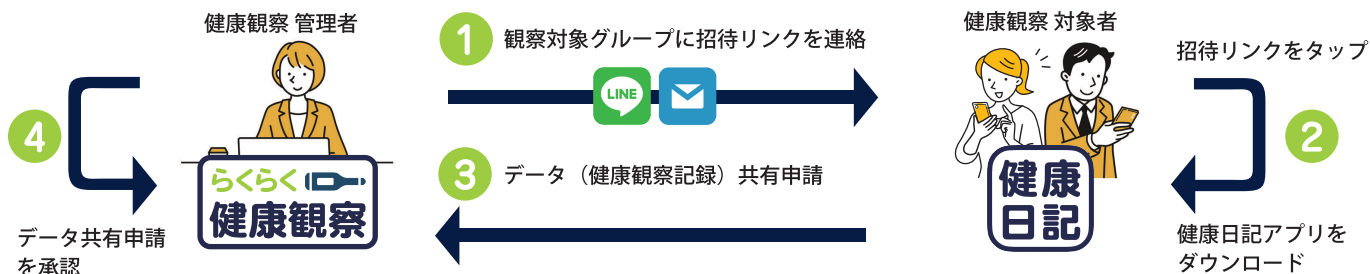 健康観察 管理者
1
観察対象グループに招待リンクを連絡
LINE
健康観察 対象者
招待リンクをタップ
2
健康日記アプリを
ダウンロード
健康
日記
3
データ（健康観察記録）共有申請
らくらく
健康観察
4
データ共有申請
を承認